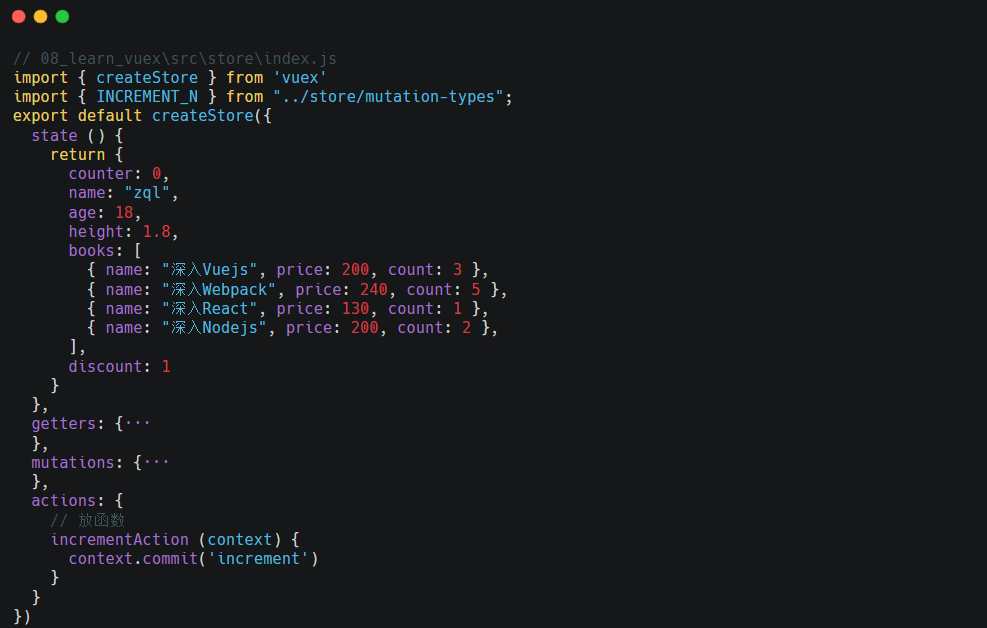 // 08_learn_vuex\src\store\index.js
import { createStore } from 'vuex'
import { INCREMENT_N } from "../store/mutation-types";
export default createStore({
  state () {
    return {
      counter: 0,
      name: "zql",
      age: 18,
      height: 1.8,
      books: [
        { name: "深入Vuejs", price: 200, count: 3 },
        { name: "深入Webpack", price: 240, count: 5 },
        { name: "深入React", price: 130, count: 1 },
        { name: "深入Nodejs", price: 200, count: 2 },
      ],
      discount: 1
    }
  },
  getters: {···
  },
  mutations: {···
  },
  actions: {
    // 放函数
    incrementAction (context) {
      context.commit('increment')
    }
  }
})